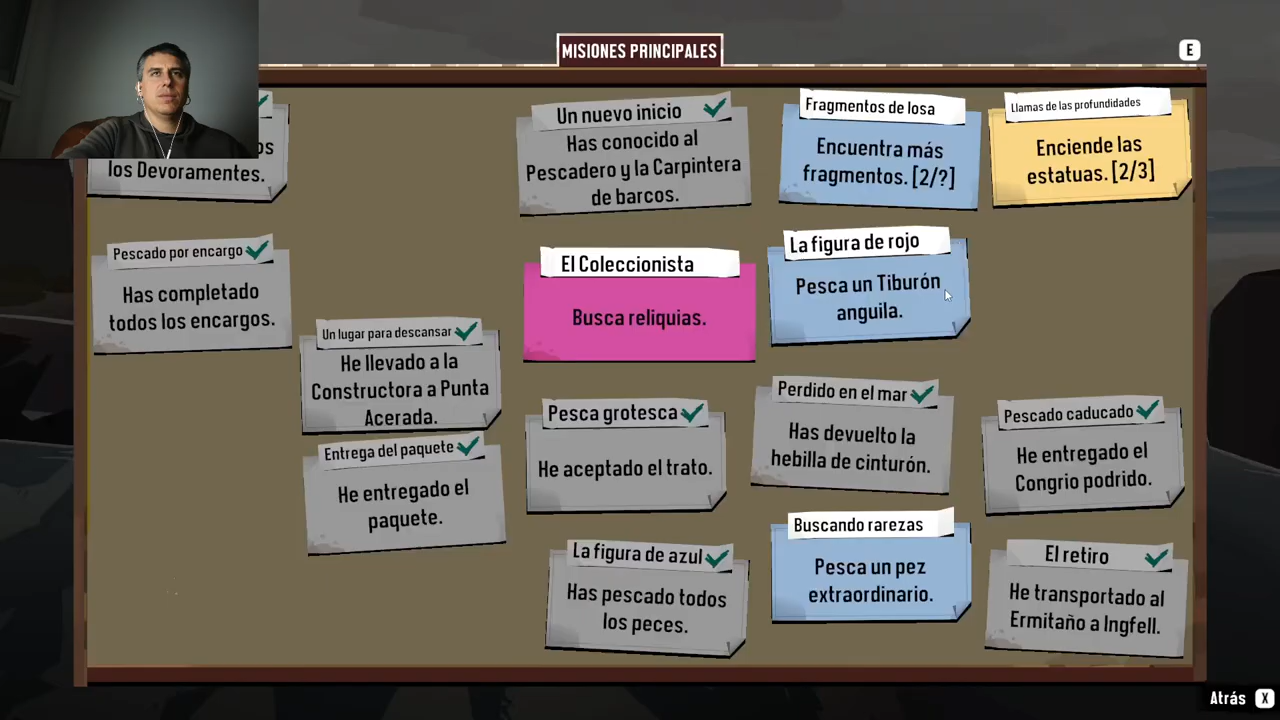 MISIONES PRINCIPALES
E
los Devoramentes.
Un nuevo inicio
Has conocido al
Pescadero y la Carpintera
de barcos.
Fragmentos de losa
Encuentra más
fragmentos. [2/?]
Llamas de las profundidades
Enciende las
estatuas. [2/3]
Pescado por encargo
Has completado
todos los encargos.
Un lugar para descansar
He llevado a la
Constructora a Punta
Acerada.
El Coleccionista
Busca reliquias.
La figura de rojo
Pesca un Tiburón
anguila.
Entrega del paquete
He entregado el
paquete.
Pesca grotesca
He aceptado el trato.
Perdido en el mar
Has devuelto la
hebilla de cinturón.
Pescado caducado
He entregado el
Congrio podrido.
La figura de azul
Has pescado todos
los peces.
Buscando rarezas
Pesca un pez
extraordinario.
El retiro
He transportado al
Ermitaño a Ingfell.
Atrás X